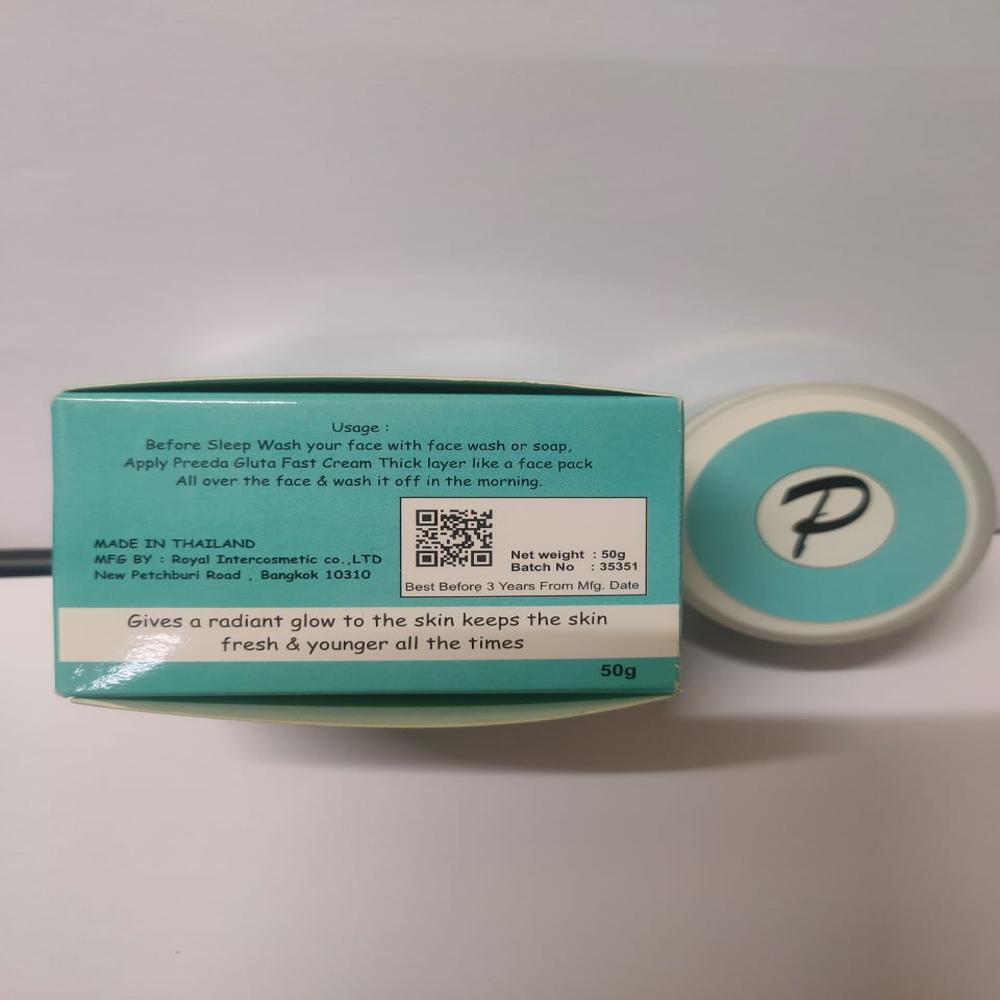 Usage :
Before Sleep Wash your face with face wash or soap,
Apply Preeda Gluta Fast Cream Thick layer like a face pack
All over the face & wash it off in the morning.
MADE IN THAILAND
MFG BY : Royal Intercosmetic co.,LTD
New Petchburi Road , Bangkok 10310
Net weight : 50g
Batch No : 35351
Best Before 3 Years From Mfg. Date
Gives a radiant glow to the skin keeps the skin
fresh & younger all the times
50g
P